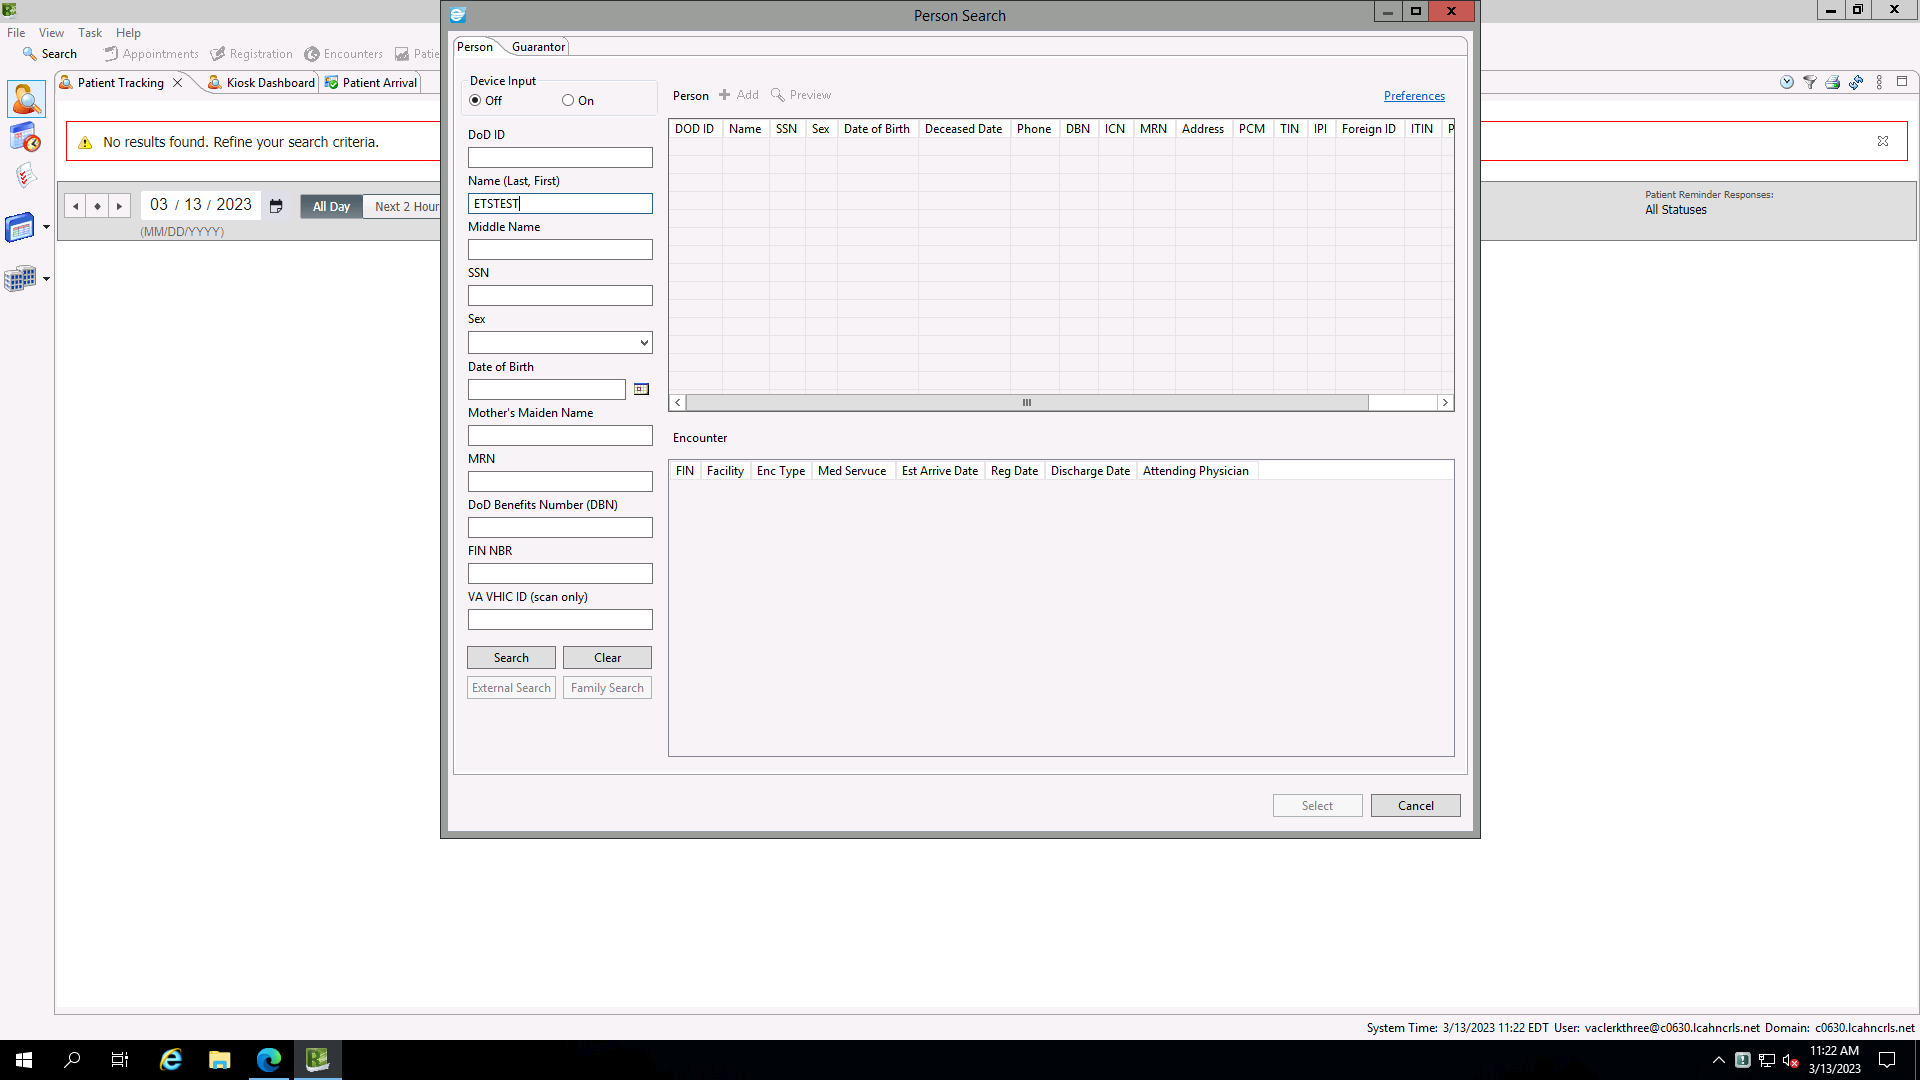 Person Search
File View Task Help
Search Appointments Registration Encounters Patie
Patient Tracking Kiosk Dashboard Patient Arrival
No results found. Refine your search criteria.
03 / 13 / 2023
(MM/DD/YYYY)
All Day Next 2 Hour
Patient Reminder Responses:
All Statuses
Person Guarantor
Device Input
Off On
DoD ID
Name (Last, First)
ETSTEST
Middle Name
SSN
Sex
Date of Birth
Mother's Maiden Name
MRN
DoD Benefits Number (DBN)
FIN NBR
VA VHIC ID (scan only)
Search Clear
External Search Family Search
Person Add Preview Preferences
DOD ID Name SSN Sex Date of Birth Deceased Date Phone DBN ICN MRN Address PCM TIN IPI Foreign ID ITIN P
Encounter
FIN Facility Enc Type Med Servuce Est Arrive Date Reg Date Discharge Date Attending Physician
Select Cancel
System Time: 3/13/2023 11:22 EDT User: vaclerkthree@c0630.lcahncrls.net Domain: c0630.lcahncrls.net
11:22 AM
3/13/2023